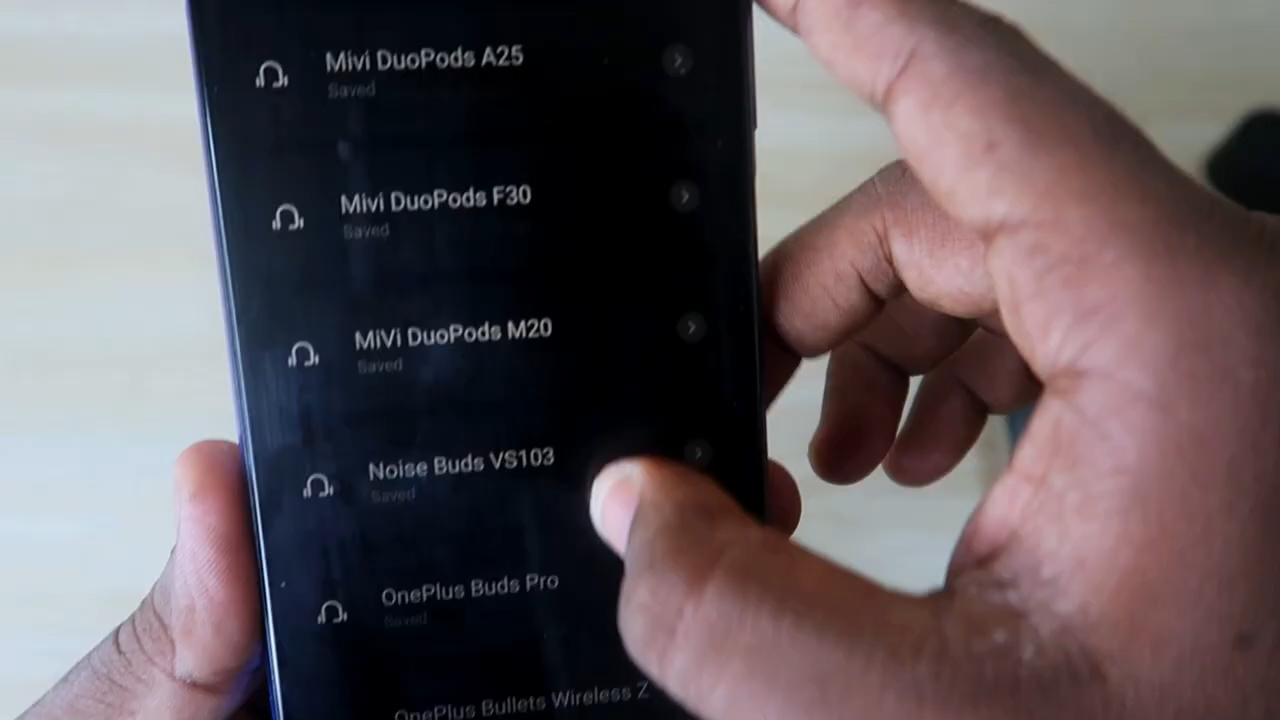 Mivi DuoPods A25
Saved
Mivi DuoPods F30
Saved
MiVi DuoPods M20
Saved
Noise Buds VS103
Saved
OnePlus Buds Pro
Saved
OnePlus Bullets Wireless Z